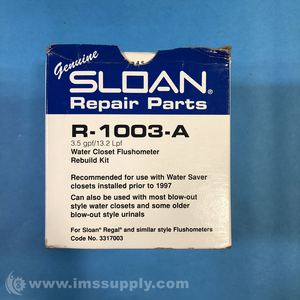 Genuine
SLOAN®
Repair Parts
R-1003-A
3.5 gpf/13.2 Lpf
Water Closet Flushometer
Rebuild Kit
Recommended for use with Water Saver
closets installed prior to 1997
Can also be used with most blow-out
style water closets and some older
blow-out style urinals
For Sloan® Regal® and similar style Flushometers
Code No. 3317003
© www.imssupply.com/